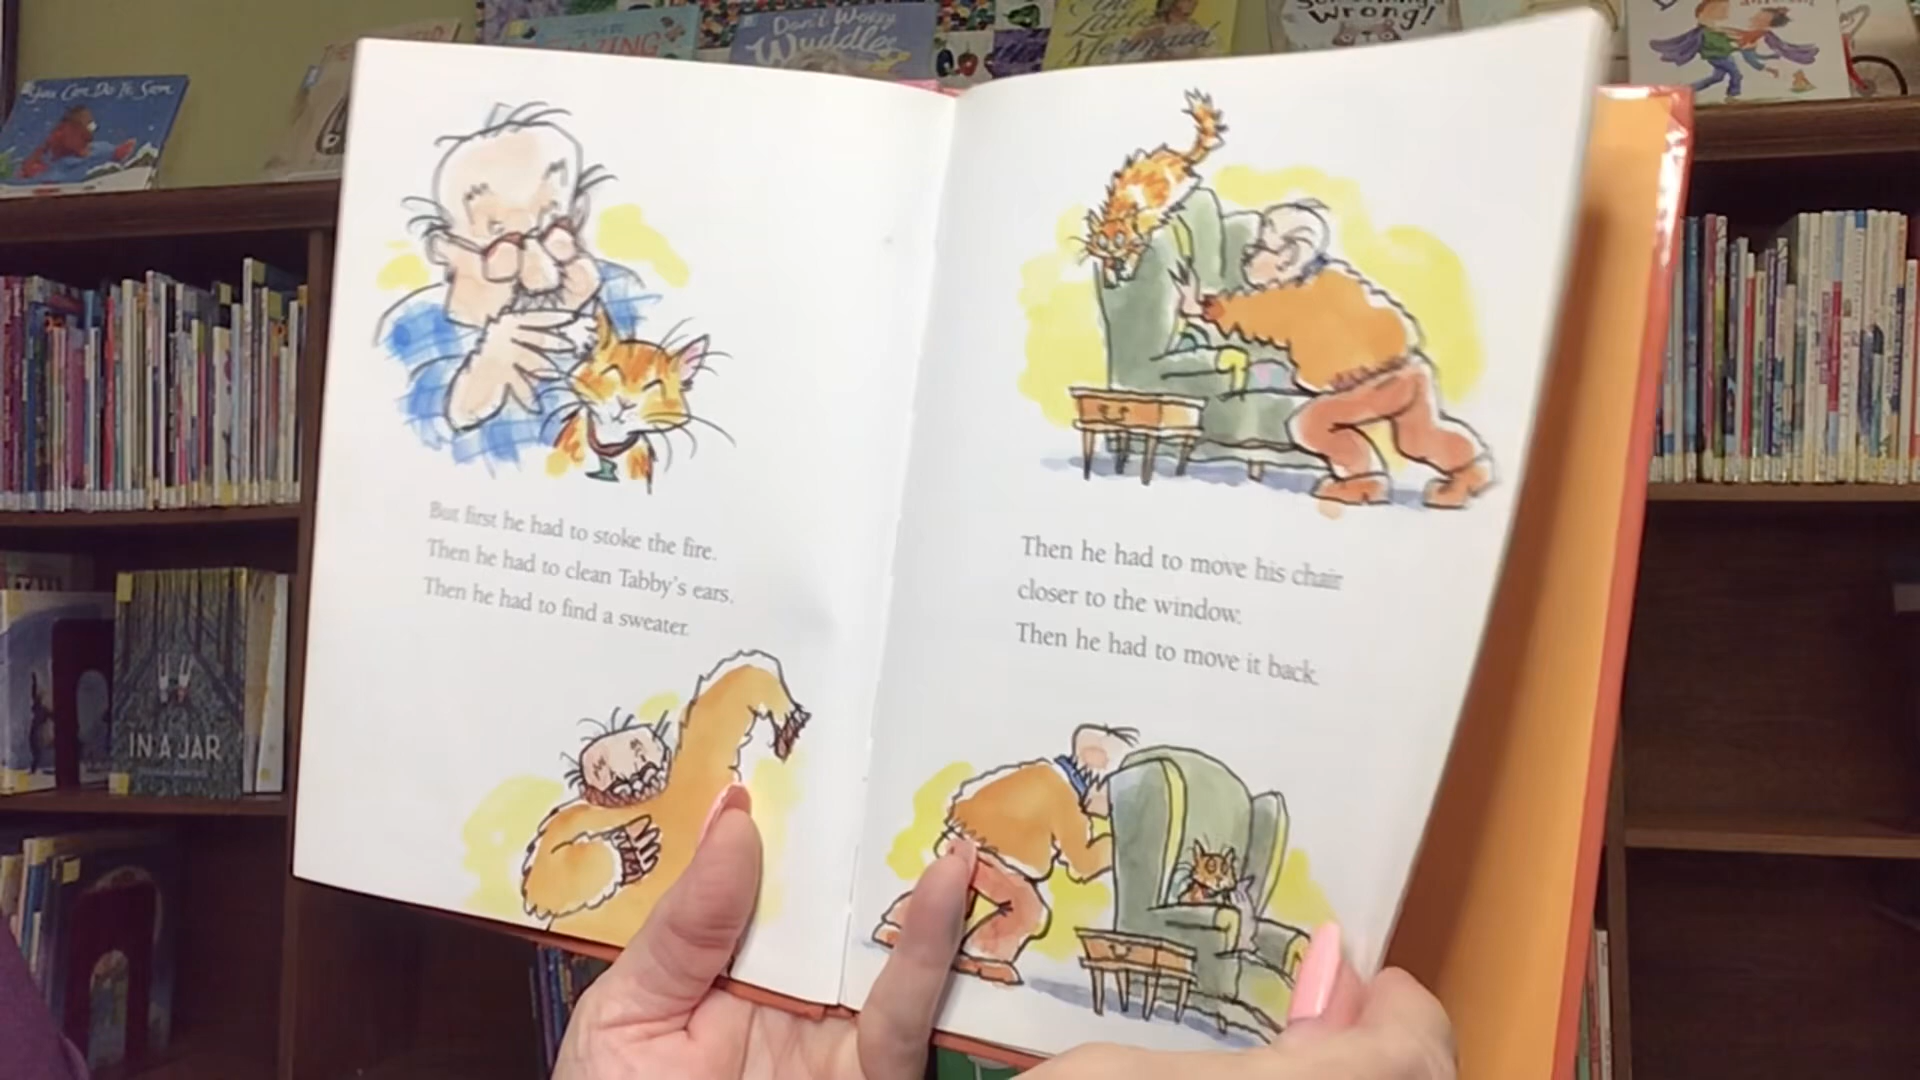 You Can Do It, Sam
THE
AZING
Don't Worry,
Wuddles
the Little
Mermaid
Wrong!
But first he had to stoke the fire.
Then he had to clean Tabby's ears.
Then he had to find a sweater.
Then he had to move his chair
closer to the window.
Then he had to move it back.
IN A JAR